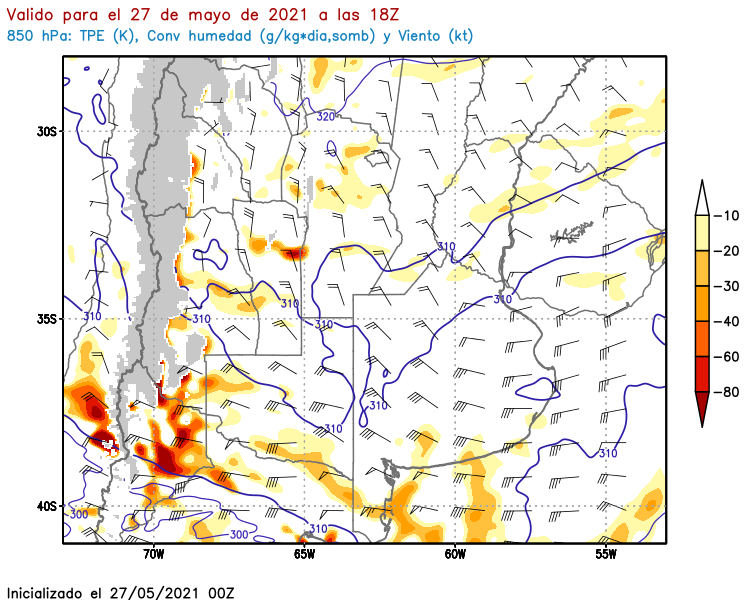 Valido para el 27 de mayo de 2021 a las 18Z
850 hPa: TPE (K), Conv humedad (g/kg*dia,somb) y Viento (kt)
320
30S
310
310
310
310
310
310
35S
310
310
310
310
40S
300
310
300
70W
65W
60W
55W
-10
-20
-30
-40
-60
-80
Inicializado el 27/05/2021 00Z